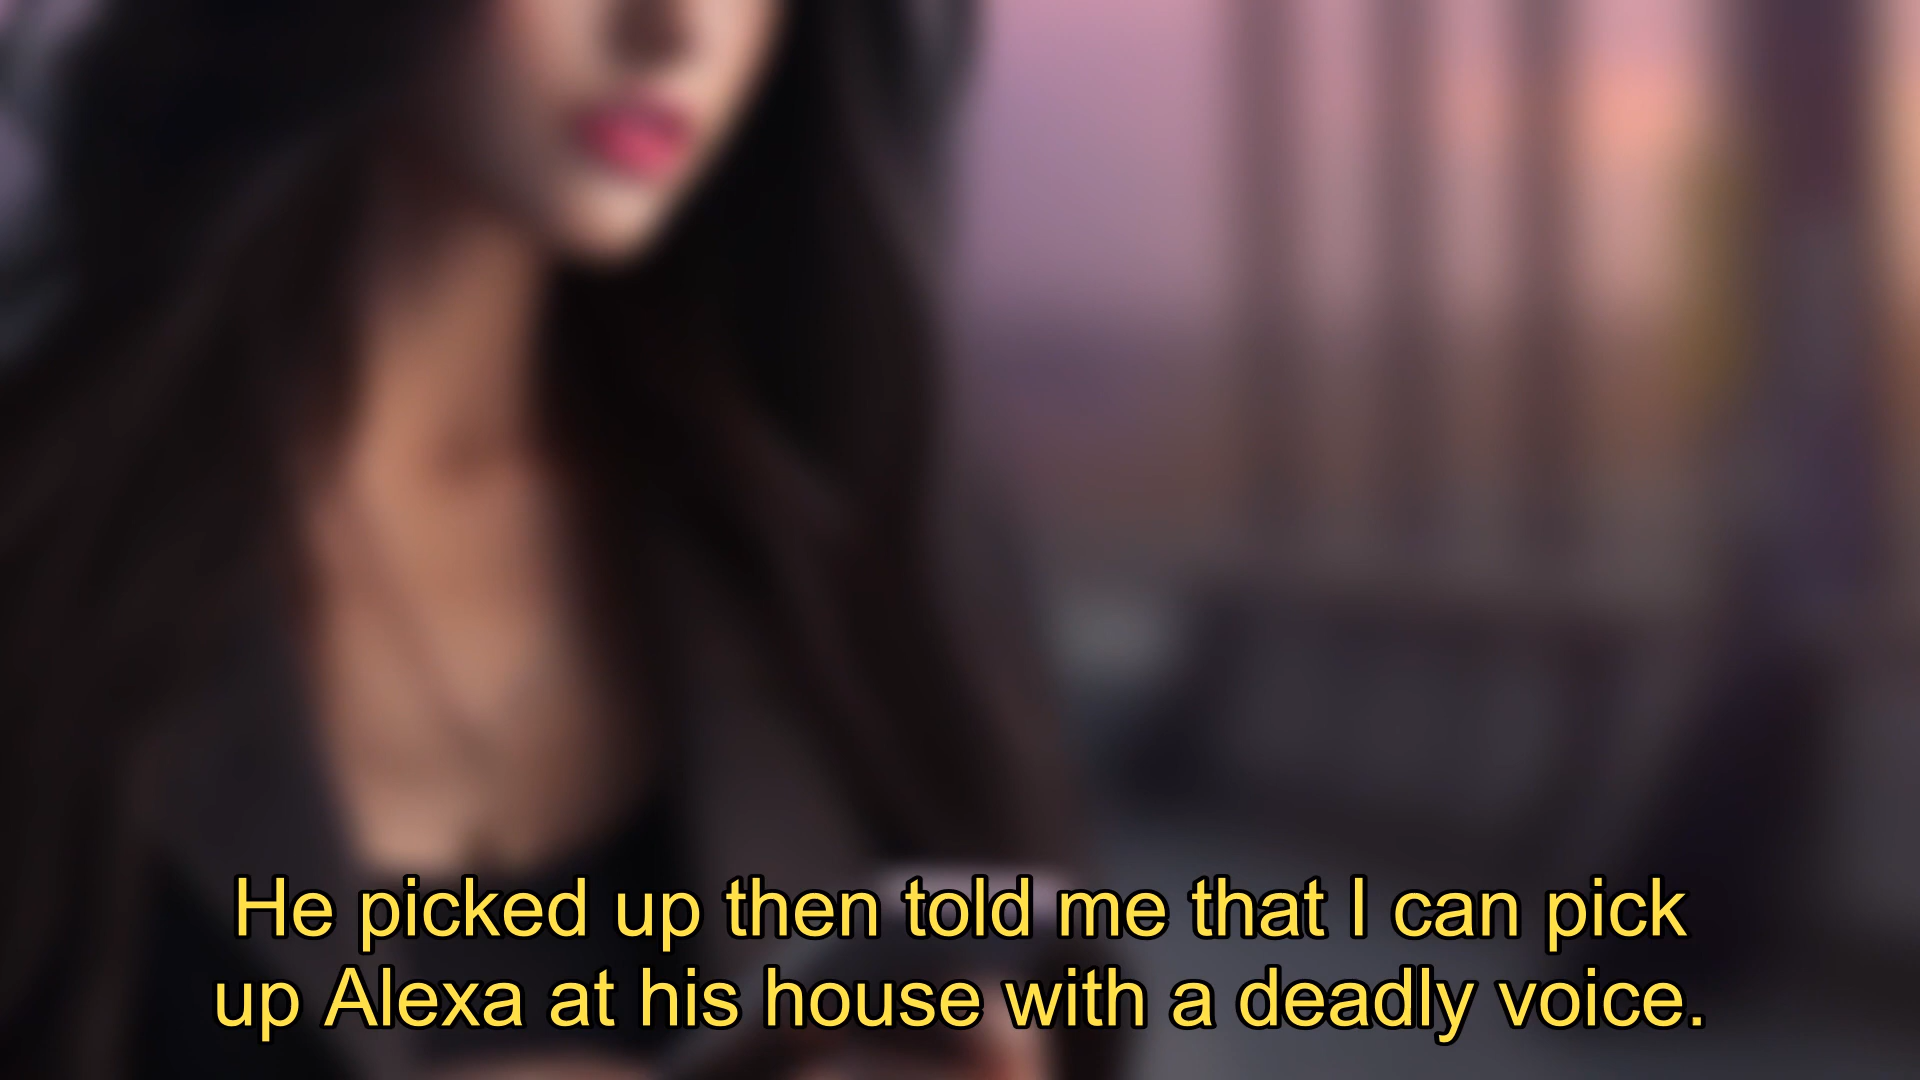 He picked up then told me that I can pick
up Alexa at his house with a deadly voice.